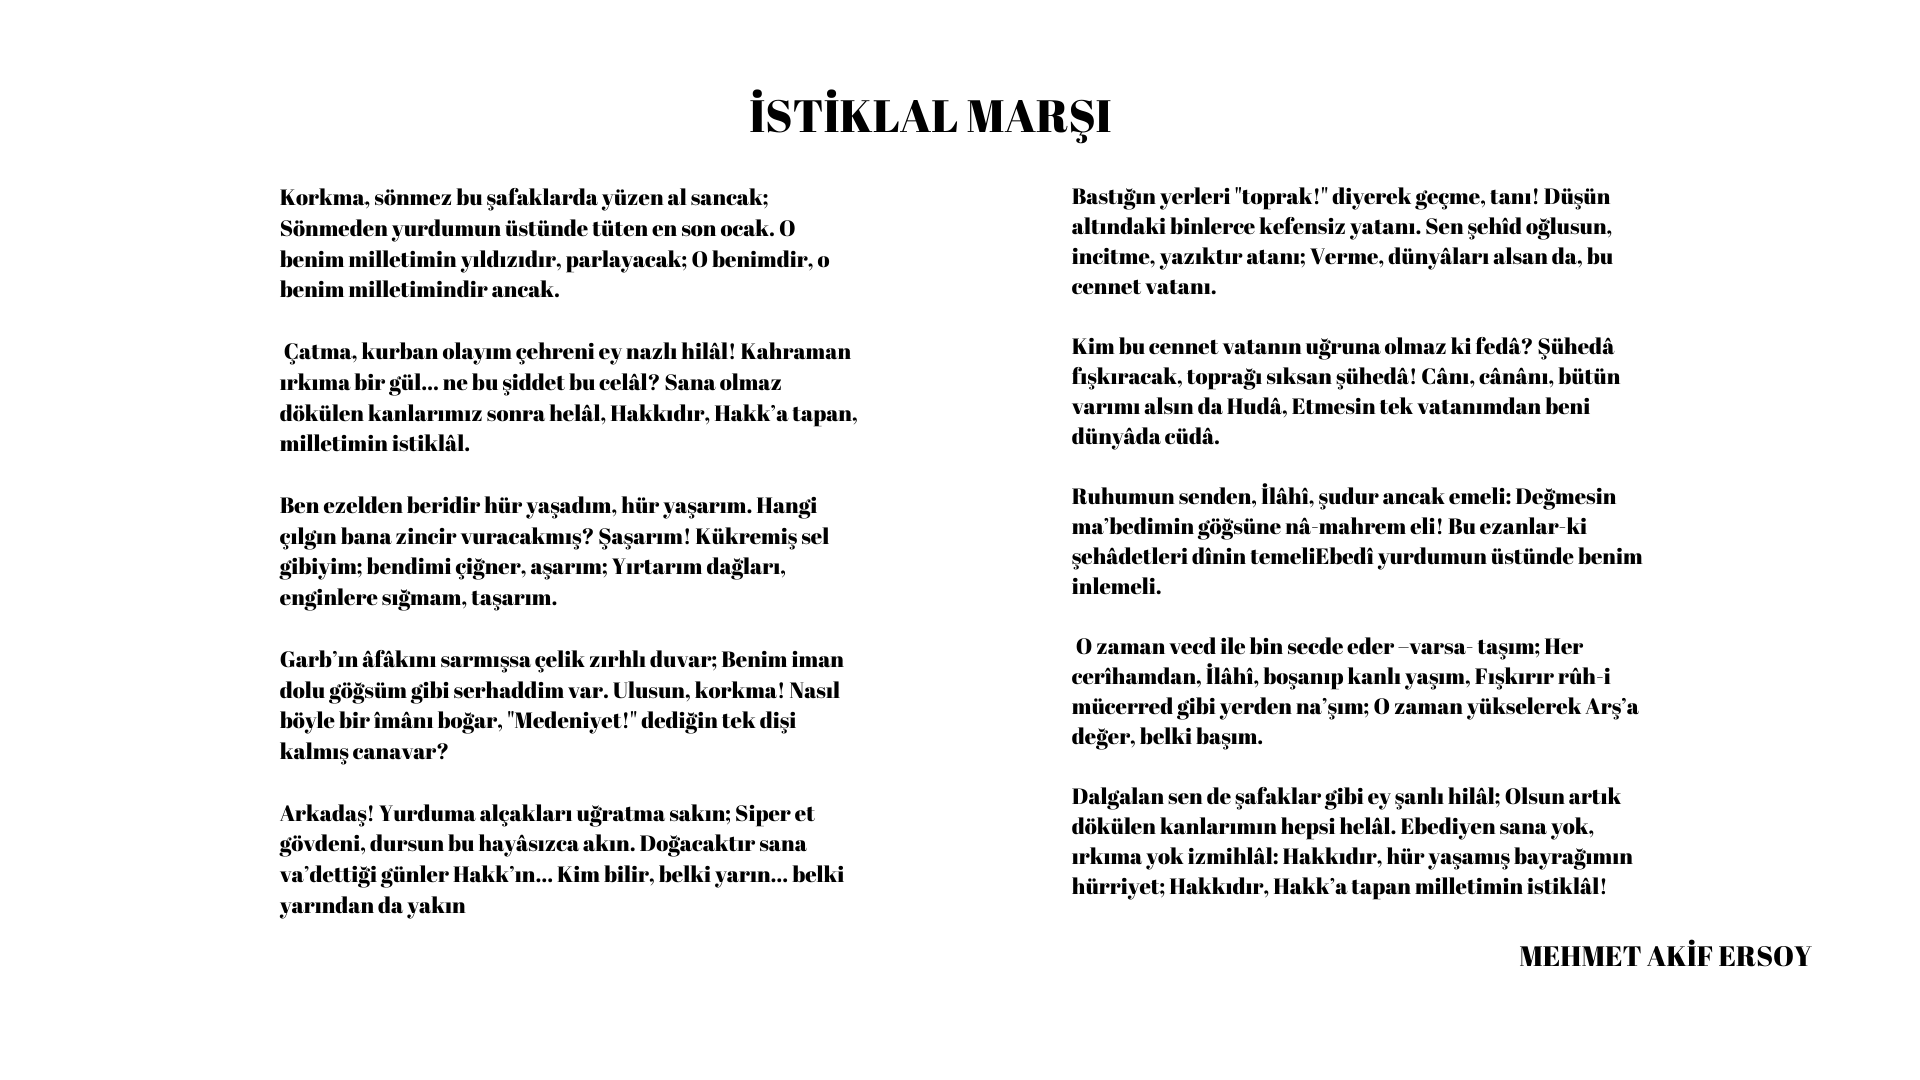 İSTİKLAL MARŞI
Korkma, sönmez bu şafaklarda yüzen al sancak;
Sönmeden yurdumun üstünde tüten en son ocak. O
benim milletimin yıldızıdır, parlayacak; O benimdir, o
benim milletimindir ancak.
Çatma, kurban olayım çehreni ey nazlı hilâl! Kahraman
ırkıma bir gül... ne bu şiddet bu celâl? Sana olmaz
dökülen kanlarımız sonra helâl, Hakkıdır, Hakk’a tapan,
milletimin istiklâl.
Ben ezelden beridir hür yaşadım, hür yaşarım. Hangi
çılgın bana zincir vuracakmış? Şaşarım! Kükremiş sel
gibiyim; bendimi çiğner, aşarım; Yırtarım dağları,
enginlere sığmam, taşarım.
Garb’ın âfâkını sarmışsa çelik zırhlı duvar; Benim iman
dolu göğsüm gibi serhaddim var. Ulusun, korkma! Nasıl
böyle bir îmânı boğar, "Medeniyet!" dediğin tek dişi
kalmış canavar?
Arkadaş! Yurduma alçakları uğratma sakın; Siper et
gövdeni, dursun bu hayâsızca akın. Doğacaktır sana
va’dettiği günler Hakk’ın... Kim bilir, belki yarın... belki
yarından da yakın
Bastığın yerleri "toprak!" diyerek geçme, tanı! Düşün
altındaki binlerce kefensiz yatanı. Sen şehîd oğlusun,
incitme, yazıktır atanı; Verme, dünyâları alsan da, bu
cennet vatanı.
Kim bu cennet vatanın uğruna olmaz ki fedâ? Şühedâ
fışkıracak, toprağı sıksan şühedâ! Cânı, cânânı, bütün
varımı alsın da Hudâ, Etmesin tek vatanımdan beni
dünyâda cüdâ.
Ruhumun senden, İlâhî, şudur ancak emeli: Değmesin
ma’bedimin göğsüne nâ-mahrem eli! Bu ezanlar-ki
şehâdetleri dînin temeliEbedî yurdumun üstünde benim
inlemeli.
O zaman vecd ile bin secde eder –varsa- taşım; Her
cerîhamdan, İlâhî, boşanıp kanlı yaşım, Fışkırır rûh-i
mücerred gibi yerden na’şım; O zaman yükselerek Arş’a
değer, belki başım.
Dalgalan sen de şafaklar gibi ey şanlı hilâl; Olsun artık
dökülen kanlarımın hepsi helâl. Ebediyen sana yok,
ırkıma yok izmihlâl: Hakkıdır, hür yaşamış bayrağımın
hürriyet; Hakkıdır, Hakk’a tapan milletimin istiklâl!
MEHMET AKİF ERSOY